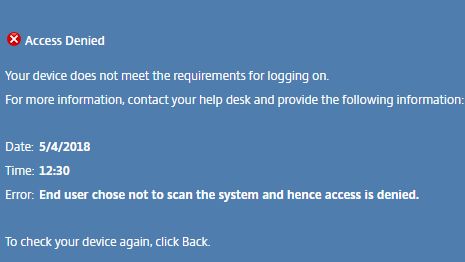 Access Denied
Your device does not meet the requirements for logging on.
For more information, contact your help desk and provide the following information:
Date: 5/4/2018
Time: 12:30
Error: End user chose not to scan the system and hence access is denied.
To check your device again, click Back.